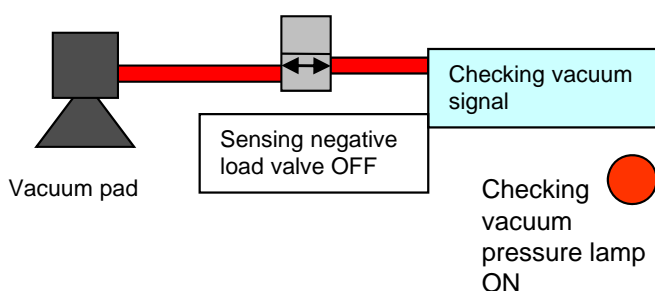 Checking vacuum
signal
Sensing negative
load valve OFF
Vacuum pad
Checking
vacuum
pressure lamp
ON